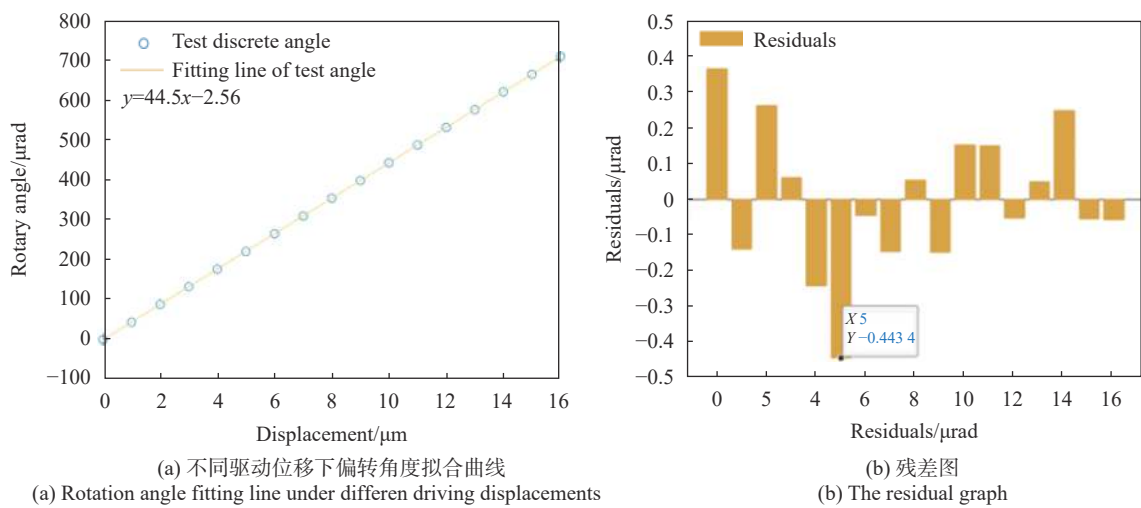 800
700
600
500
400
300
200
100
0
−100
Rotary angle/μrad
Test discrete angle
Fitting line of test angle
y=44.5x−2.56
0 2 4 6 8 10 12 14 16
Displacement/μm
(a) 不同驱动位移下偏转角度拟合曲线
(a) Rotation angle fitting line under differen driving displacements
0.5
0.4
0.3
0.2
0.1
0
−0.1
−0.2
−0.3
−0.4
−0.5
Residuals/μrad
Residuals
X 5
Y −0.443 4
0 5 4 6 8 10 12 14 16
Residuals/μrad
(b) 残差图
(b) The residual graph